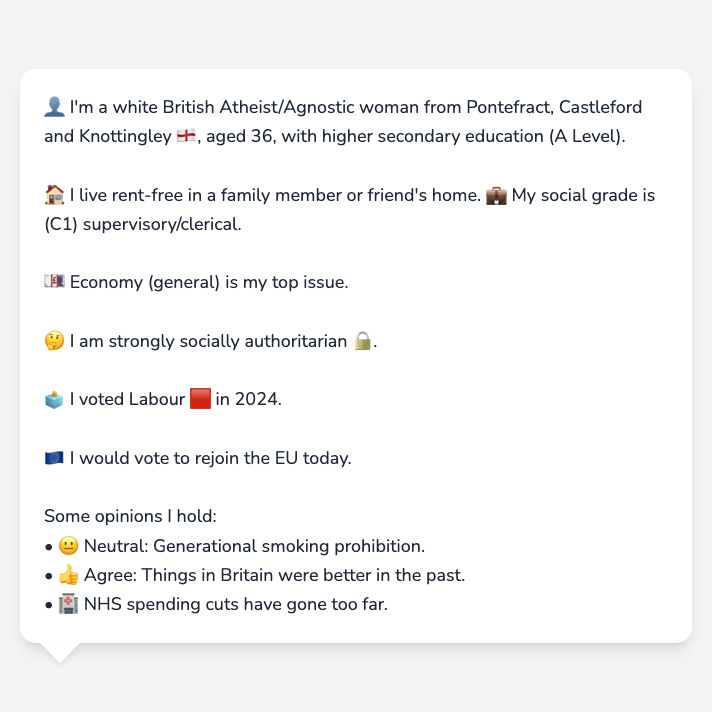 👤 I'm a white British Atheist/Agnostic woman from Pontefract, Castleford
and Knottingley 🏴󠁧󠁢󠁥󠁮󠁧󠁿, aged 36, with higher secondary education (A Level).
🏠 I live rent-free in a family member or friend's home. 💼 My social grade is
(C1) supervisory/clerical.
💷 Economy (general) is my top issue.
🤔 I am strongly socially authoritarian 🔒.
🗳️ I voted Labour 🟥 in 2024.
🇪🇺 I would vote to rejoin the EU today.
Some opinions I hold:
• 😐 Neutral: Generational smoking prohibition.
• 👍 Agree: Things in Britain were better in the past.
• 🏥 NHS spending cuts have gone too far.